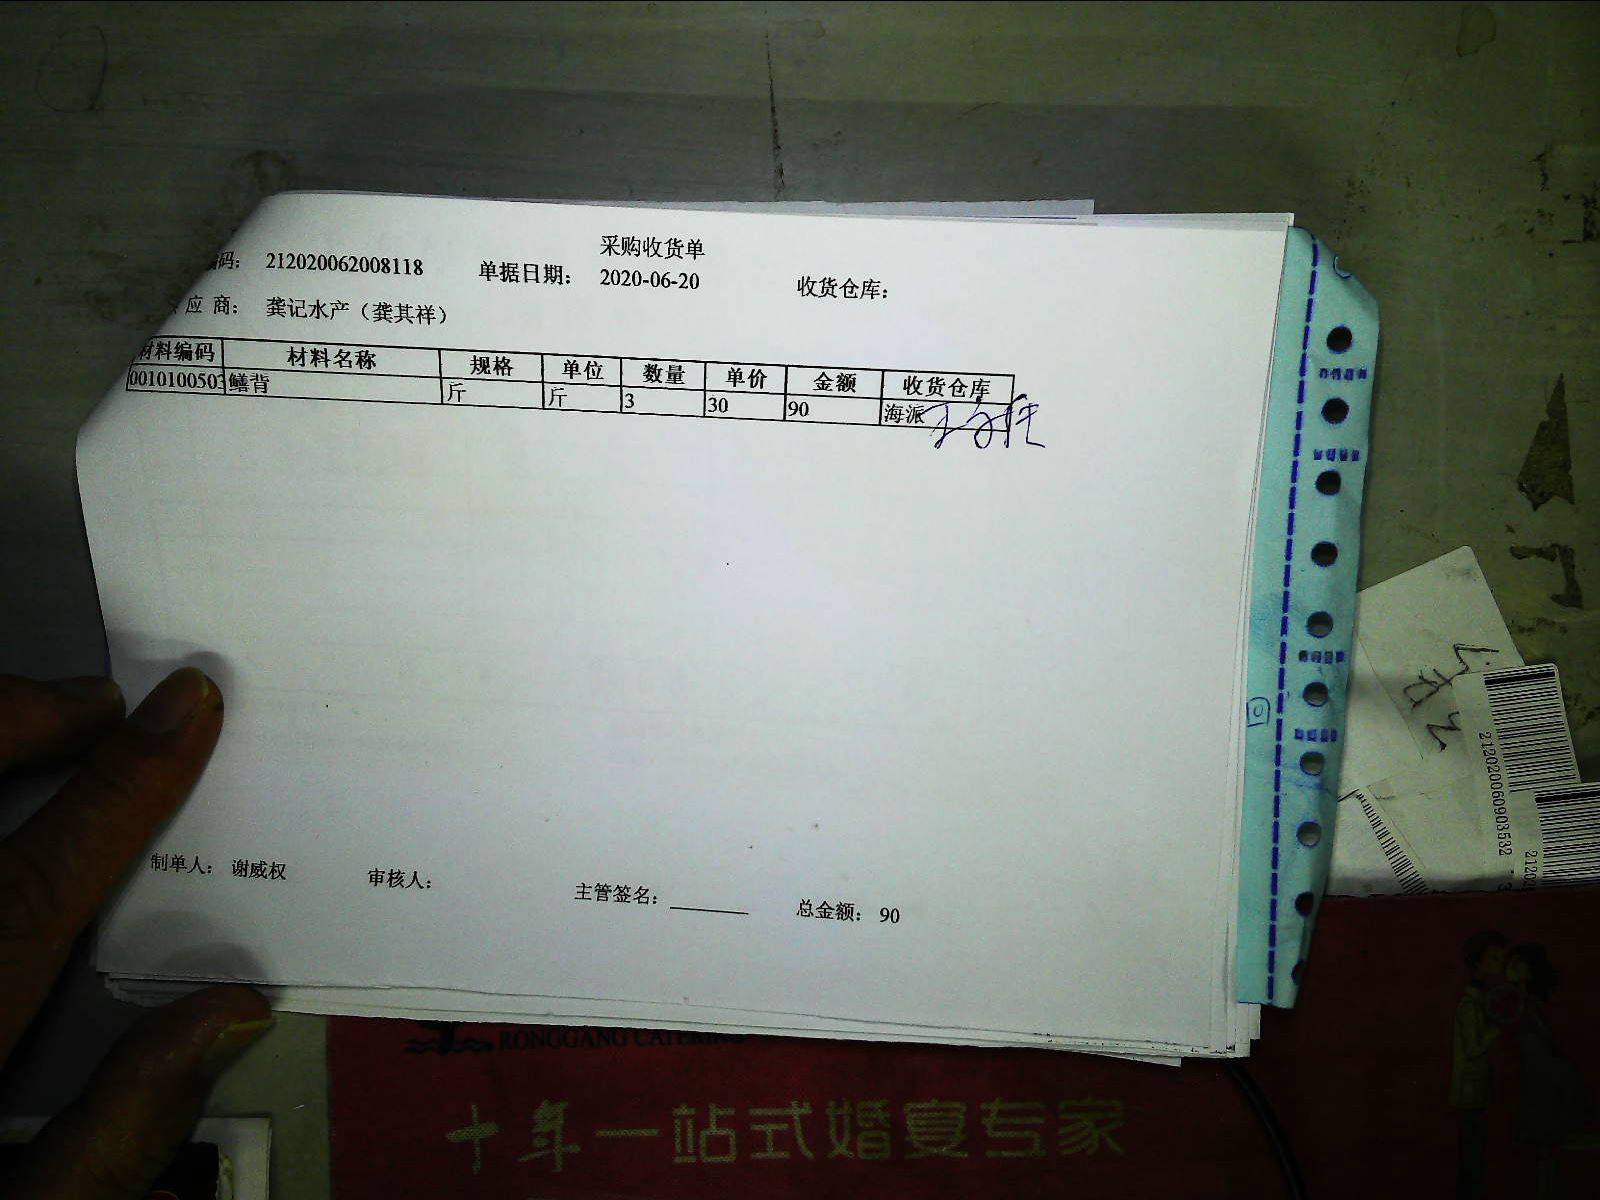 采购收货单
编码： 212020062008118 单据日期： 2020-06-20 收货仓库：
应 商： 龚记水产（龚其祥）
材料编码 材料名称 规格 单位 数量 单价 金额 收货仓库
0010100503 鳝背 斤 斤 3 30 90 海派
制单人： 谢威权 审核人： 主管签名： 总金额： 90
212020060903532
RONGGANG CATERING
十年一站式婚宴专家